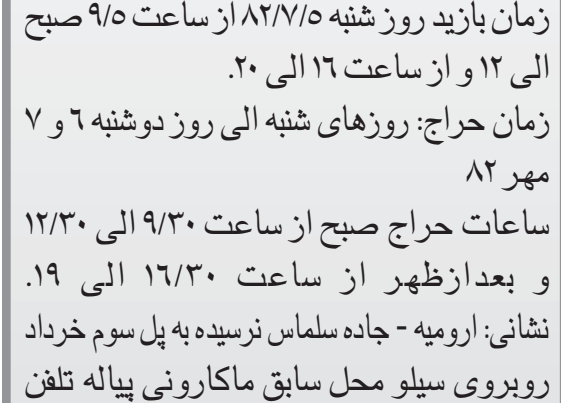 زمان بازید روز شنبه ۸۲/۷/۵ از ساعت ۹/۵ صبح
الی ۱۲ و از ساعت ۱٦ الی ۲۰.
زمان حراج: روزهای شنبه الی روز دوشنبه ٦ و ۷
مهر ۸۲
ساعات حراج صبح از ساعت ۹/۳۰ الی ۱۲/۳۰
و بعدازظهر از ساعت ۱٦/۳۰ الی ۱۹.
نشانی: ارومیه - جاده سلماس نرسیده به پل سوم خرداد
روبروی سیلو محل سابق ماکارونی پیاله تلفن